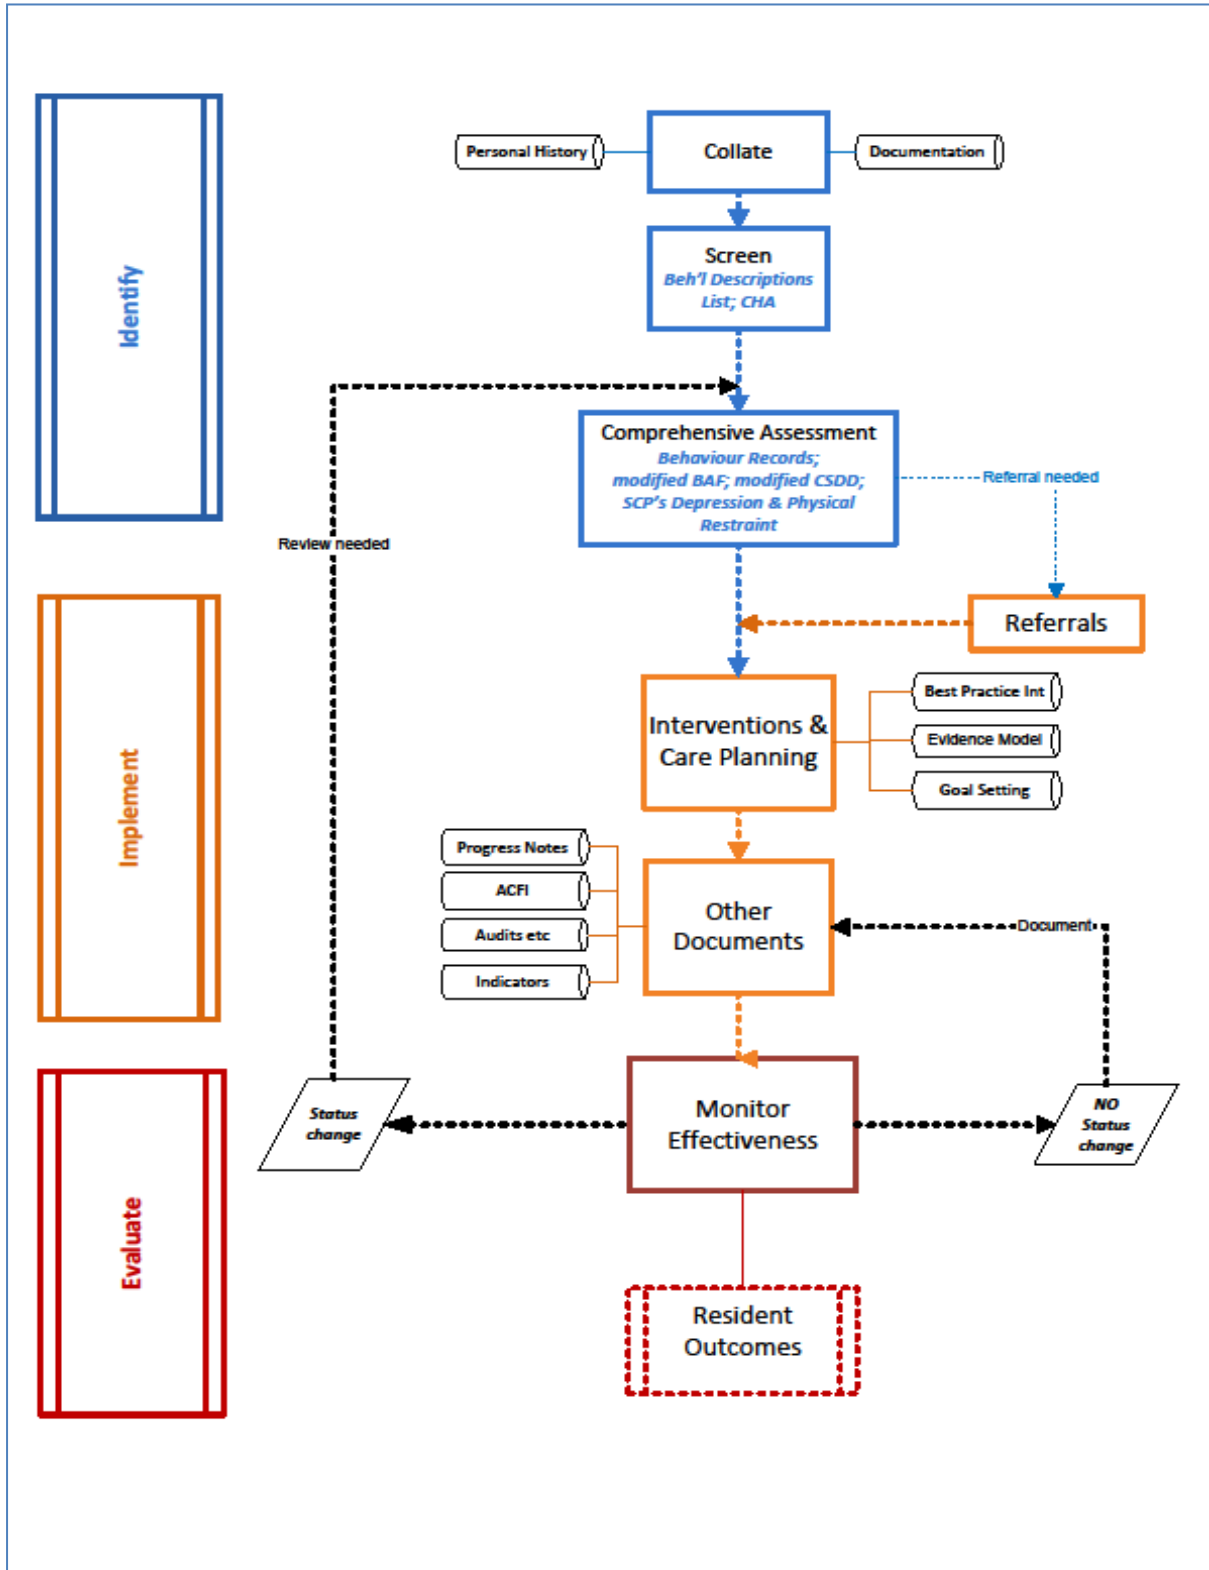 Identify
Personal History
Collate
Documentation
Screen
Beh'l Descriptions
List; CHA
Comprehensive Assessment
Behaviour Records;
modified BAF; modified CSDD;
SCP's Depression & Physical
Restraint
Referral needed
Review needed
Implement
Referrals
Interventions &
Care Planning
Best Practice Int
Evidence Model
Goal Setting
Progress Notes
ACFI
Audits etc
Indicators
Other
Documents
Document
Evaluate
Status
change
Monitor
Effectiveness
NO
Status
change
Resident
Outcomes